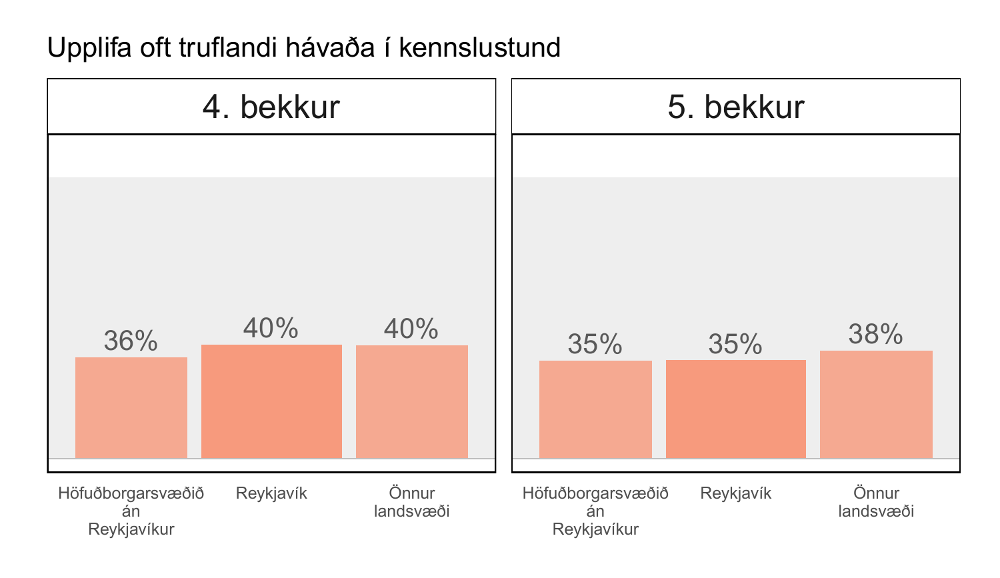 Upplifa oft truflandi hávaða í kennslustund
4. bekkur
36%
40%
40%
Höfuðborgarsvæðið
án
Reykjavíkur
Reykjavík
Önnur
landsvæði
5. bekkur
35%
35%
38%
Höfuðborgarsvæðið
án
Reykjavíkur
Reykjavík
Önnur
landsvæði